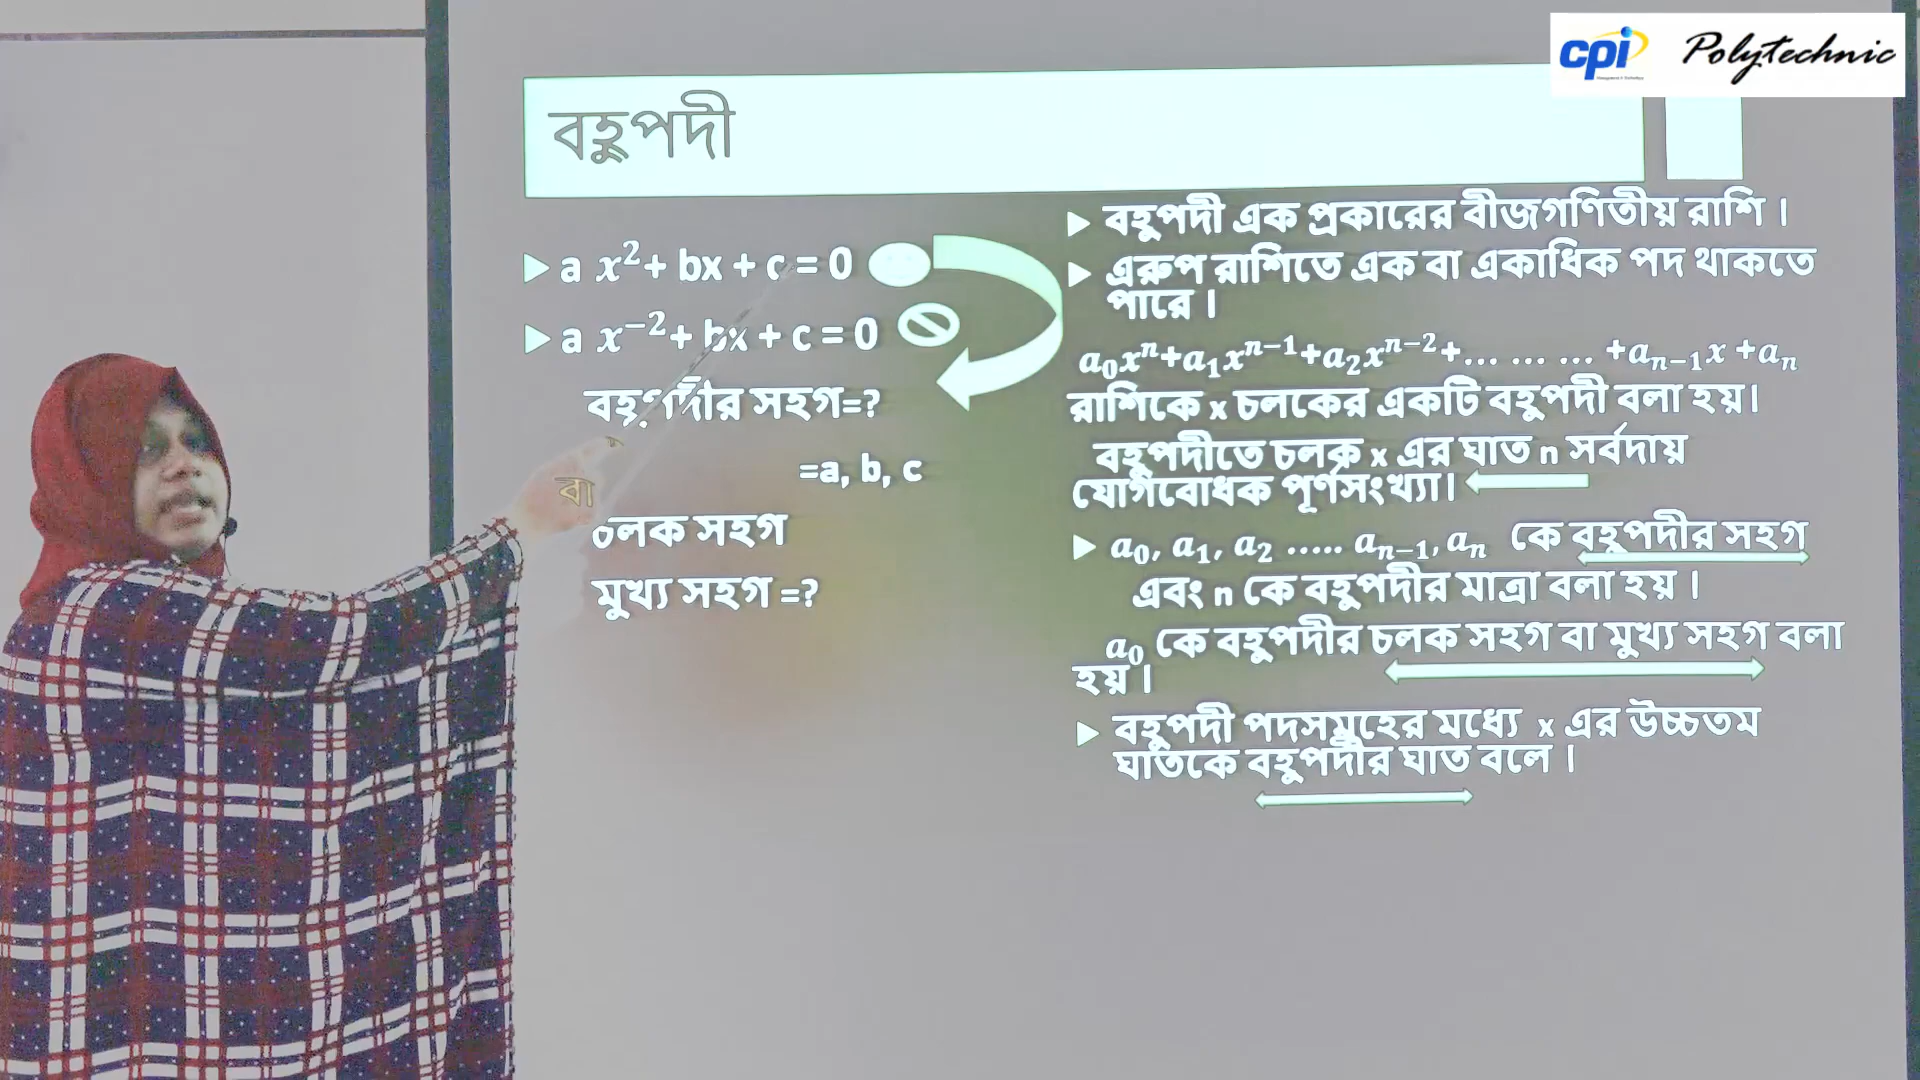 cpi Polytechnic
বহুপদী
▶ a x²+ bx + c = 0
▶ a x⁻²+ bx + c = 0
বহুপদীর সহগ=?
=a, b, c
বা
চলক সহগ
মুখ্য সহগ =?
▶ বহুপদী এক প্রকারের বীজগণিতীয় রাশি ।
▶ এরুপ রাশিতে এক বা একাধিক পদ থাকতে
পারে ।
a₀xⁿ+a₁xⁿ⁻¹+a₂xⁿ⁻²+... ... ... +aₙ₋₁x +aₙ
রাশিকে x চলকের একটি বহুপদী বলা হয়।
বহুপদীতে চলক x এর ঘাত n সর্বদায়
যোগবোধক পূর্ণসংখ্যা।
▶ a₀, a₁, a₂ ..... aₙ₋₁, aₙ কে বহুপদীর সহগ
এবং n কে বহুপদীর মাত্রা বলা হয় ।
a₀ কে বহুপদীর চলক সহগ বা মুখ্য সহগ বলা
হয় ।
▶ বহুপদী পদসমুহের মধ্যে x এর উচ্চতম
ঘাতকে বহুপদীর ঘাত বলে ।